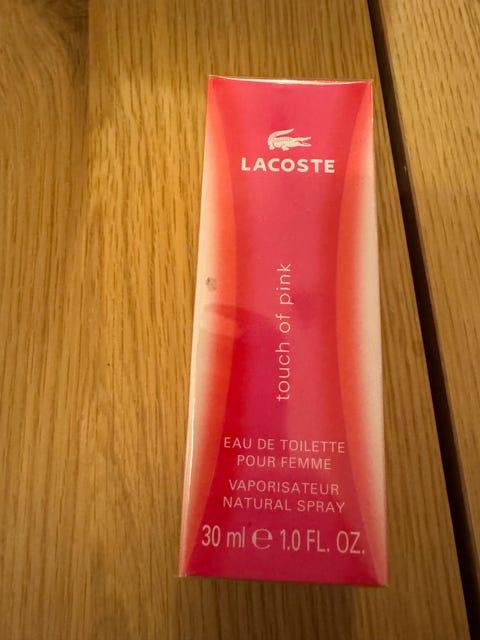 LACOSTE
touch of pink
EAU DE TOILETTE
POUR FEMME
VAPORISATEUR
NATURAL SPRAY
30 ml ℮ 1.0 FL. OZ.